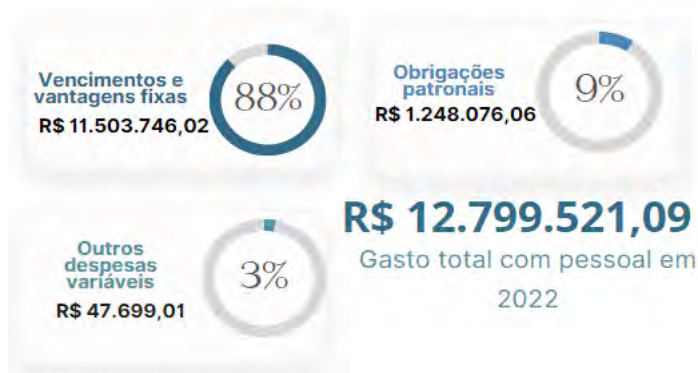 Vencimentos e
vantagens fixas
R$ 11.503.746,02
88%
Obrigações
patronais
R$ 1.248.076,06
9%
Outros
despesas
variáveis
R$ 47.699,01
3%
R$ 12.799.521,09
Gasto total com pessoal em
2022